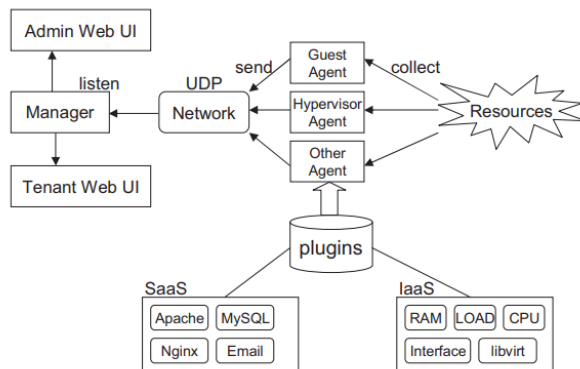 Admin Web UI
listen
Manager
Tenant Web UI
UDP
Network
send
Guest
Agent
collect
Hypervisor
Agent
Other
Agent
Resources
plugins
SaaS
Apache
MySQL
Nginx
Email
IaaS
RAM
LOAD
CPU
Interface
libvirt